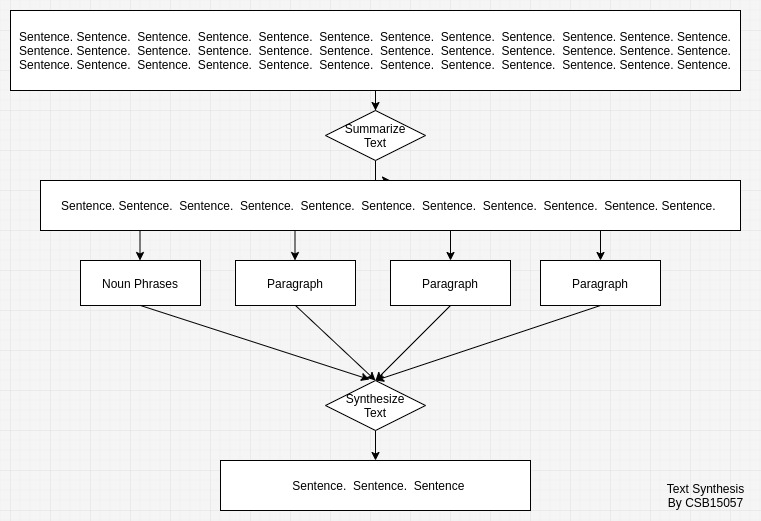 Sentence. Sentence. Sentence. Sentence. Sentence. Sentence. Sentence. Sentence. Sentence. Sentence. Sentence. Sentence.
Sentence. Sentence. Sentence. Sentence. Sentence. Sentence. Sentence. Sentence. Sentence. Sentence. Sentence. Sentence.
Sentence. Sentence. Sentence. Sentence. Sentence. Sentence. Sentence. Sentence. Sentence. Sentence. Sentence. Sentence.
Summarize
Text
Sentence. Sentence. Sentence. Sentence. Sentence. Sentence. Sentence. Sentence. Sentence. Sentence. Sentence.
Noun Phrases
Paragraph
Paragraph
Paragraph
Synthesize
Text
Sentence. Sentence. Sentence
Text Synthesis
By CSB15057